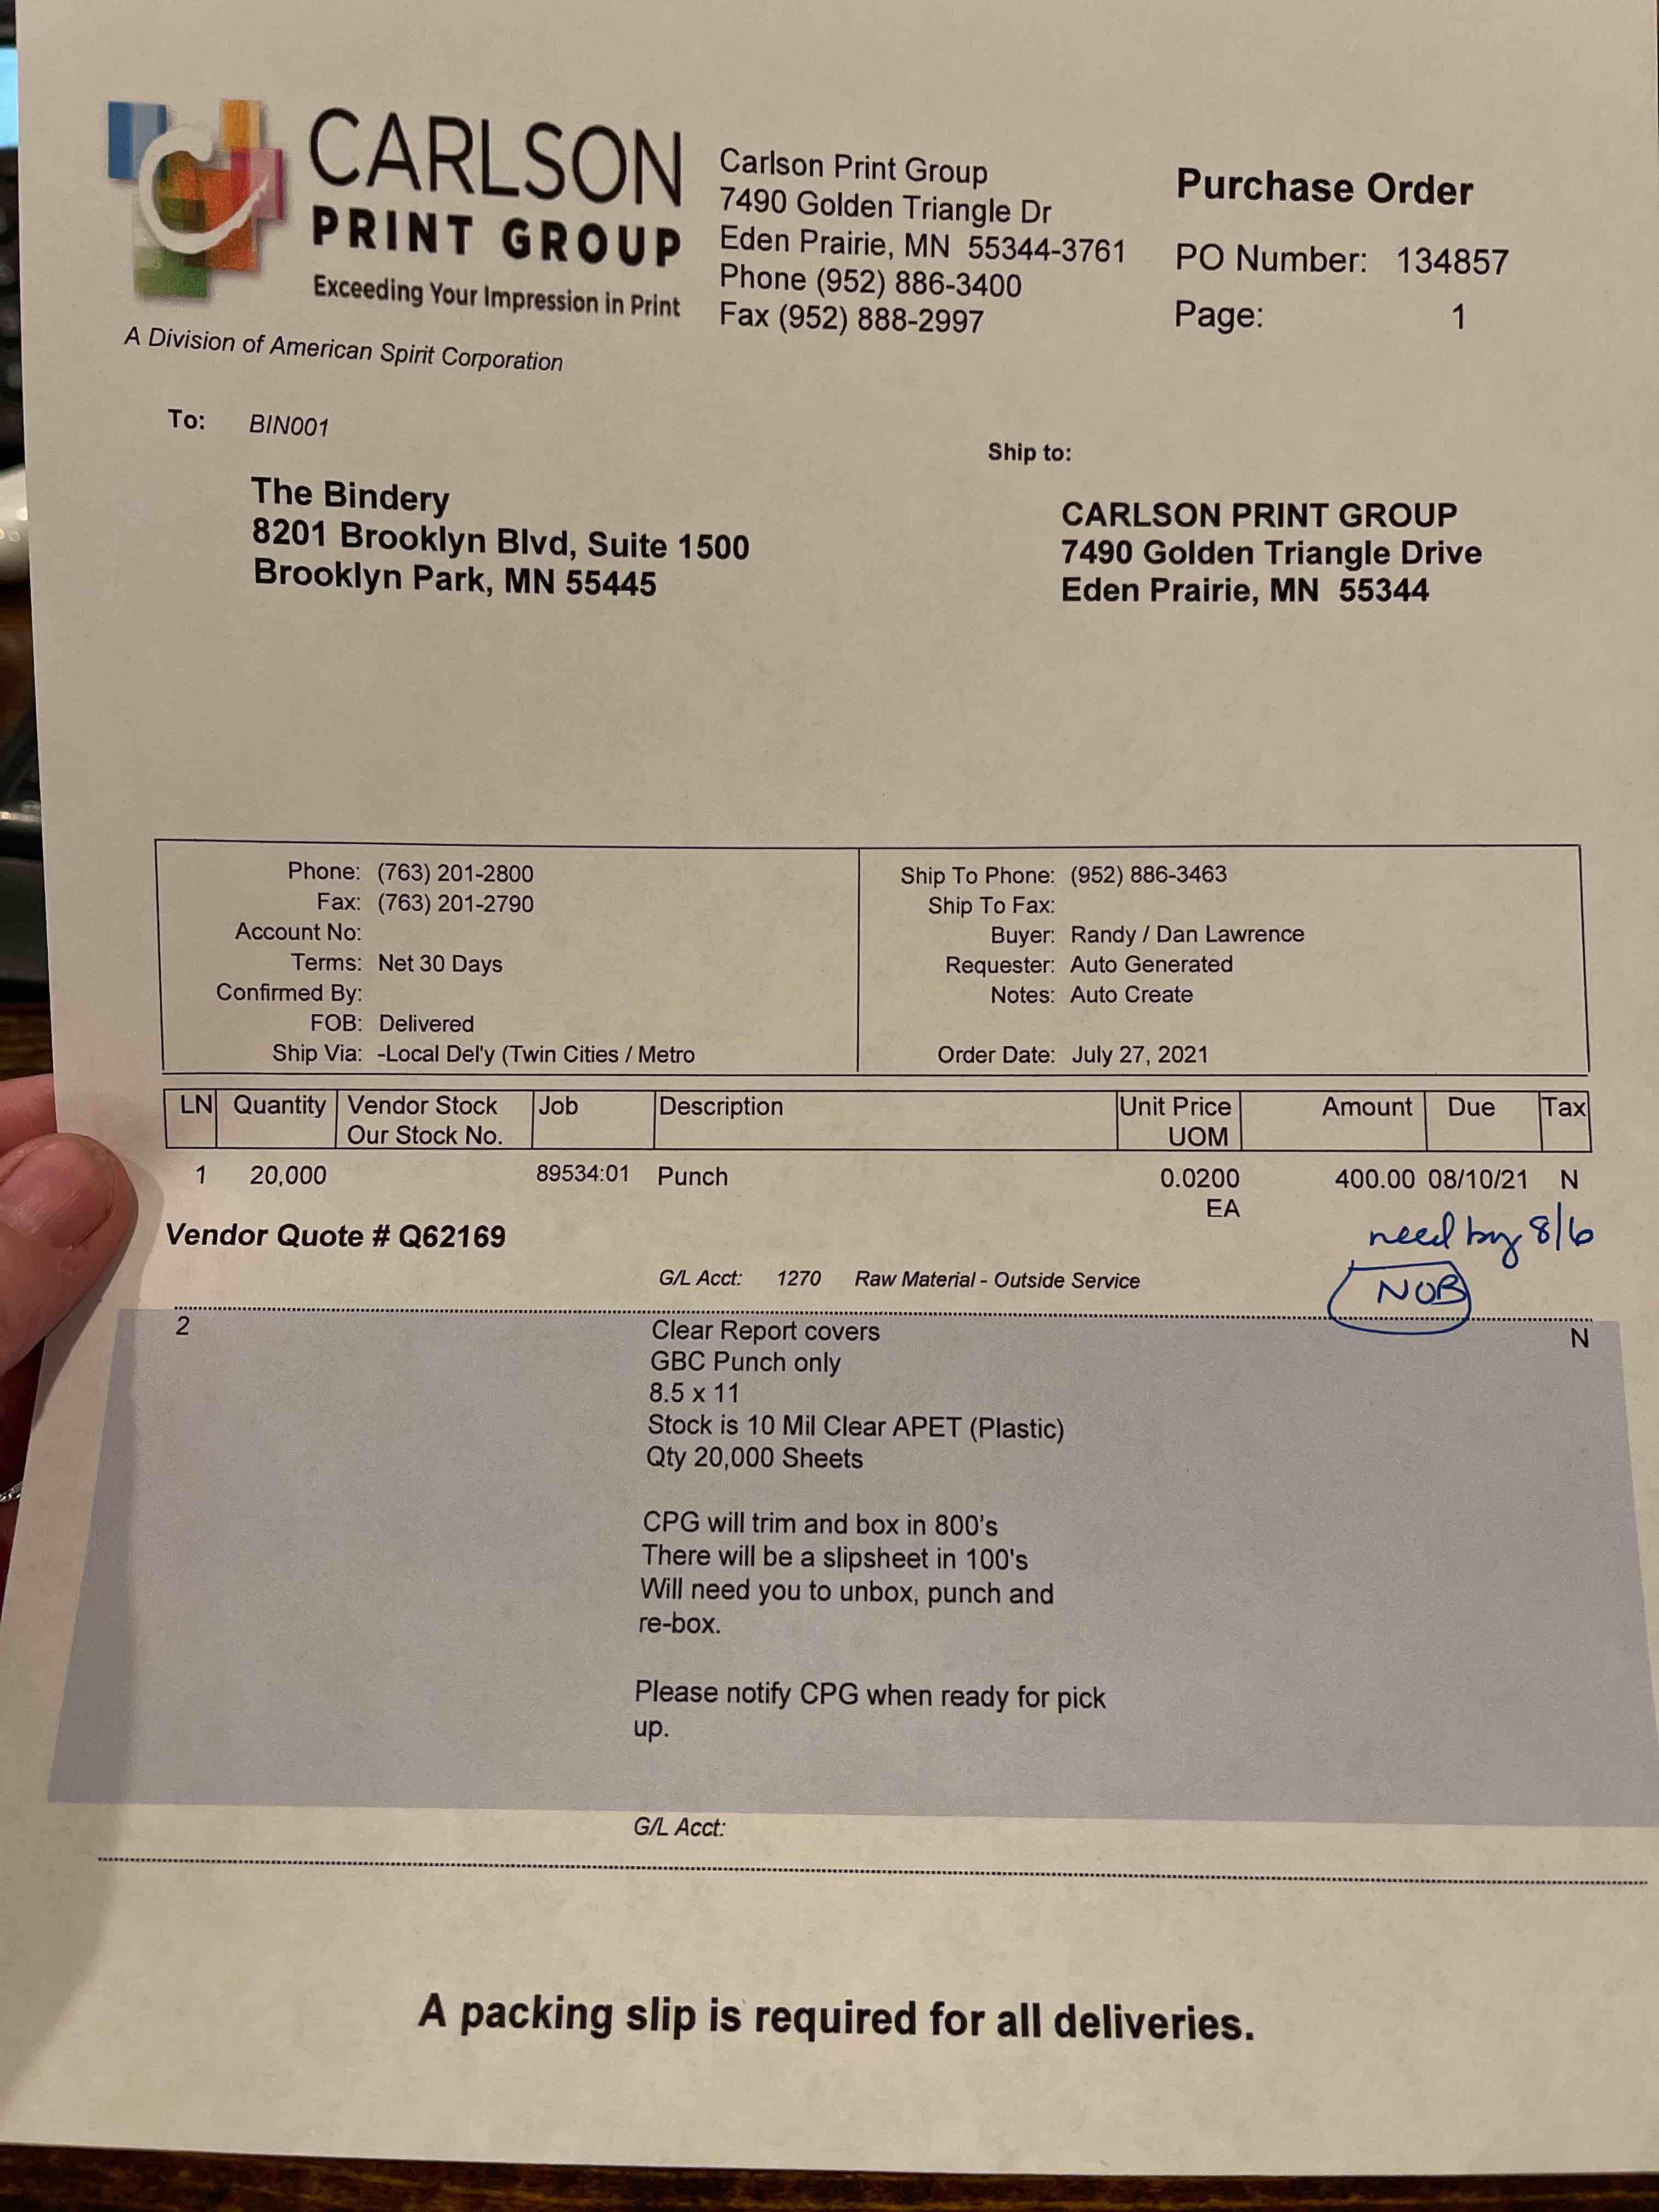 CARLSON
PRINT GROUP
Exceeding Your Impression in Print
A Division of American Spirit Corporation
Carlson Print Group
7490 Golden Triangle Dr
Eden Prairie, MN 55344-3761
Phone (952) 886-3400
Fax (952) 888-2997
Purchase Order
PO Number: 134857
Page: 1
To: BIN001
The Bindery
8201 Brooklyn Blvd, Suite 1500
Brooklyn Park, MN 55445
Ship to:
CARLSON PRINT GROUP
7490 Golden Triangle Drive
Eden Prairie, MN 55344
Phone: (763) 201-2800
Fax: (763) 201-2790
Account No:
Terms: Net 30 Days
Confirmed By:
FOB: Delivered
Ship Via: -Local Del'y (Twin Cities / Metro
Ship To Phone: (952) 886-3463
Ship To Fax:
Buyer: Randy / Dan Lawrence
Requester: Auto Generated
Notes: Auto Create
Order Date: July 27, 2021
LN Quantity Vendor Stock Job Description Unit Price Amount Due Tax
Our Stock No. UOM
1 20,000 89534:01 Punch 0.0200 400.00 08/10/21 N
EA
Vendor Quote # Q62169
need by 8/6
G/L Acct: 1270 Raw Material - Outside Service
NOB
2 Clear Report covers N
GBC Punch only
8.5 x 11
Stock is 10 Mil Clear APET (Plastic)
Qty 20,000 Sheets
CPG will trim and box in 800's
There will be a slipsheet in 100's
Will need you to unbox, punch and
re-box.
Please notify CPG when ready for pick
up.
G/L Acct:
A packing slip is required for all deliveries.